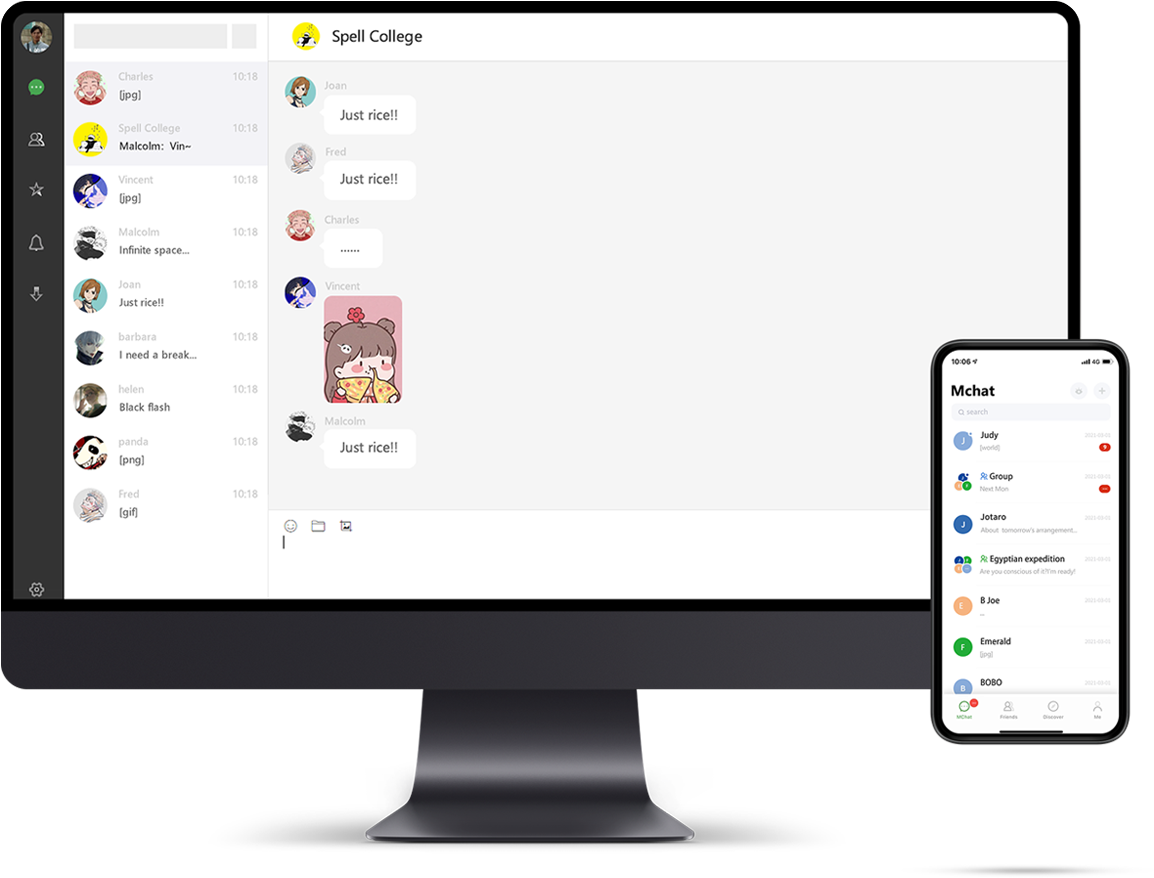 Charles 10:18
[jpg]
Spell College 10:18
Malcolm: Vin~
Vincent 10:18
[jpg]
Malcolm 10:18
Infinite space...
Joan 10:18
Just rice!!
barbara 10:18
I need a break...
helen 10:18
Black flash
panda 10:18
[png]
Fred 10:18
[gif]
Spell College
Joan
Just rice!!
Fred
Just rice!!
Charles
......
Vincent
Malcolm
Just rice!!
10:06 4G
Mchat
search
J Judy
[world]
Group
Next Mon
J Jotaro
About tomorrow's arrangement...
Egyptian expedition
Are you conscious of it?I'm ready!
E B Joe
...
F Emerald
[jpg]
B BOBO
MChat Friends Discover Me